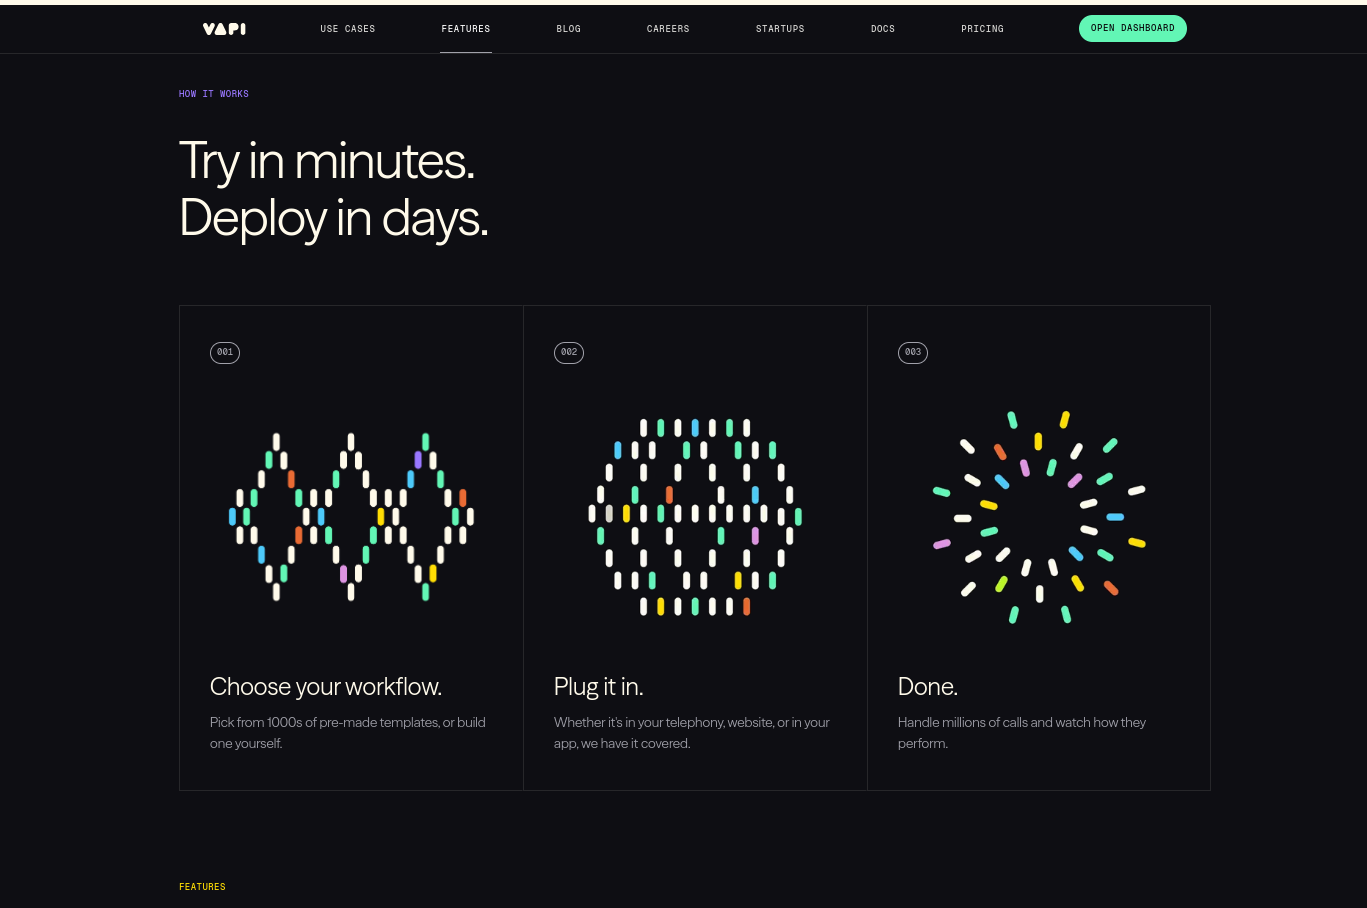 VAPI
USE CASES
FEATURES
BLOG
CAREERS
STARTUPS
DOCS
PRICING
OPEN DASHBOARD
HOW IT WORKS
Try in minutes.
Deploy in days.
001
Choose your workflow.
Pick from 1000s of pre-made templates, or build
one yourself.
002
Plug it in.
Whether it's in your telephony, website, or in your
app, we have it covered.
003
Done.
Handle millions of calls and watch how they
perform.
FEATURES